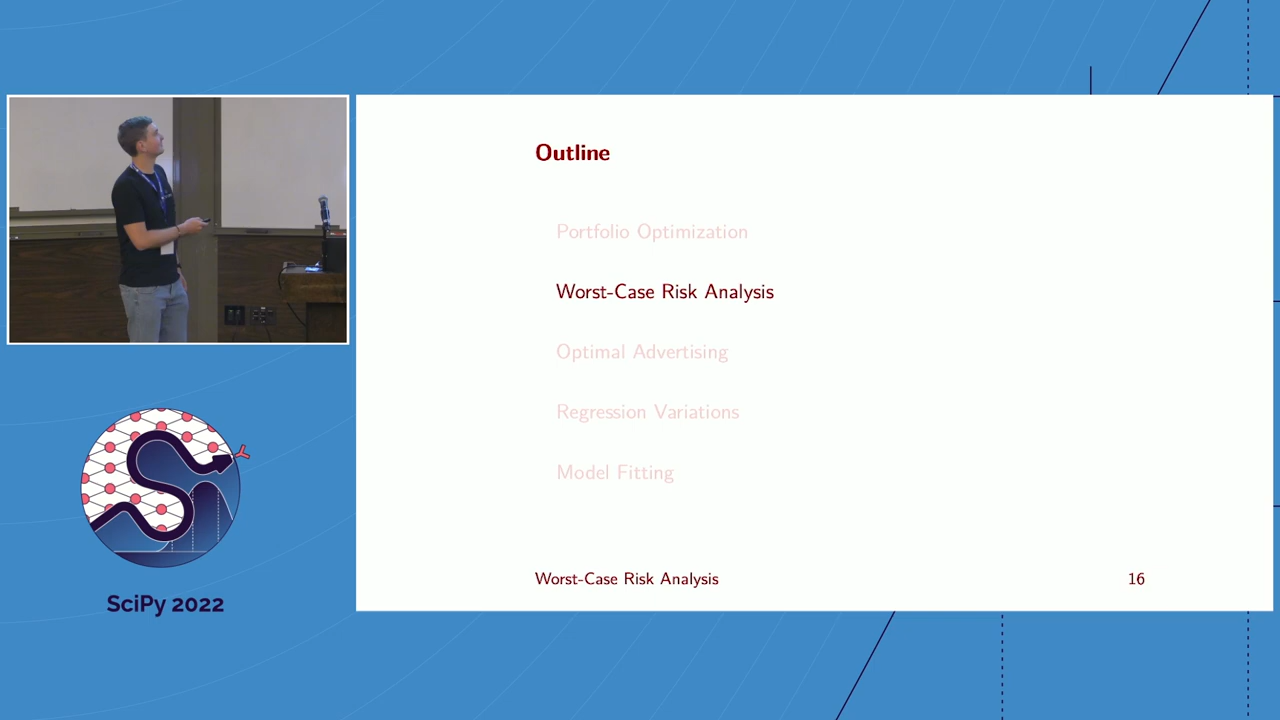 Outline
Portfolio Optimization
Worst-Case Risk Analysis
Optimal Advertising
Regression Variations
Model Fitting
Worst-Case Risk Analysis 16
SciPy 2022